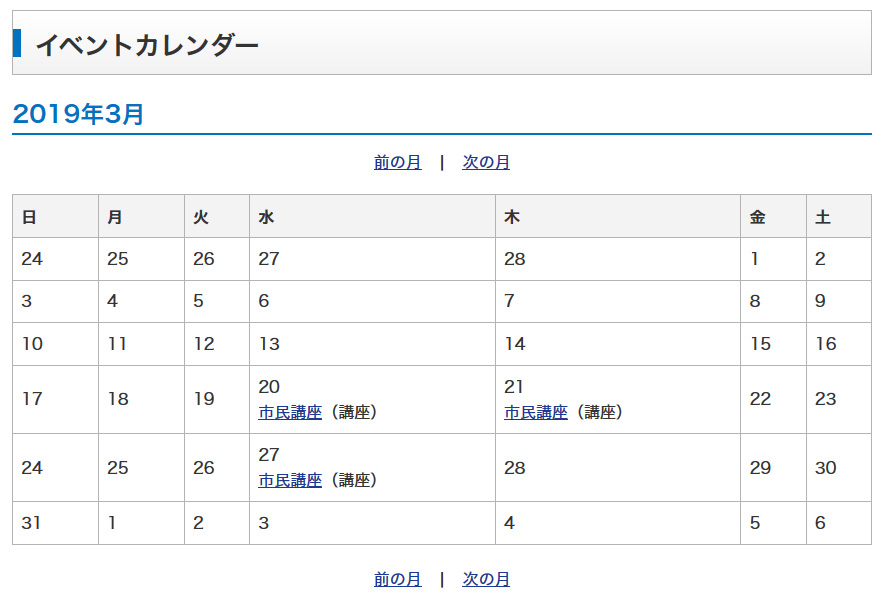 イベントカレンダー
2019年3月
前の月 | 次の月
日 月 火 水 木 金 土
24 25 26 27 28 1 2
3 4 5 6 7 8 9
10 11 12 13 14 15 16
17 18 19 20 市民講座（講座） 21 市民講座（講座） 22 23
24 25 26 27 市民講座（講座） 28 29 30
31 1 2 3 4 5 6
前の月 | 次の月